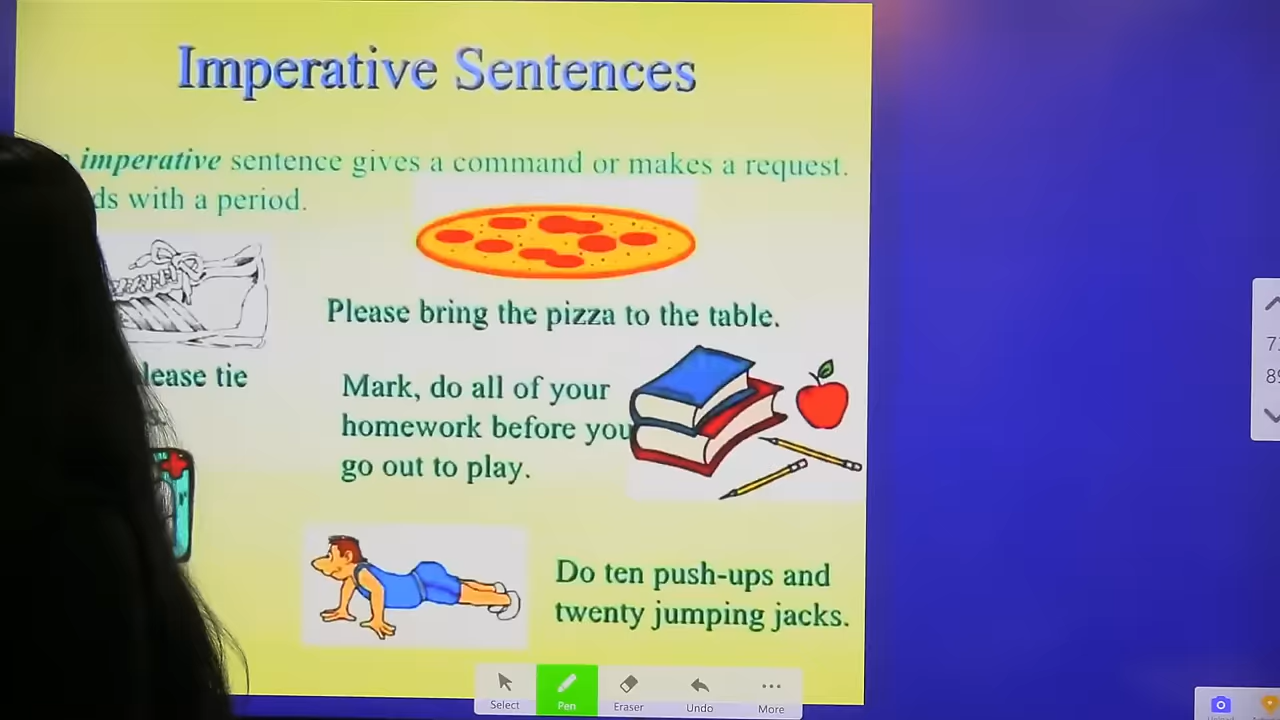 Imperative Sentences
imperative sentence gives a command or makes a request.
with a period.
Please bring the pizza to the table.
tie
Mark, do all of your
homework before you
go out to play.
Do ten push-ups and
twenty jumping jacks.
Select
Pen
Eraser
Undo
More